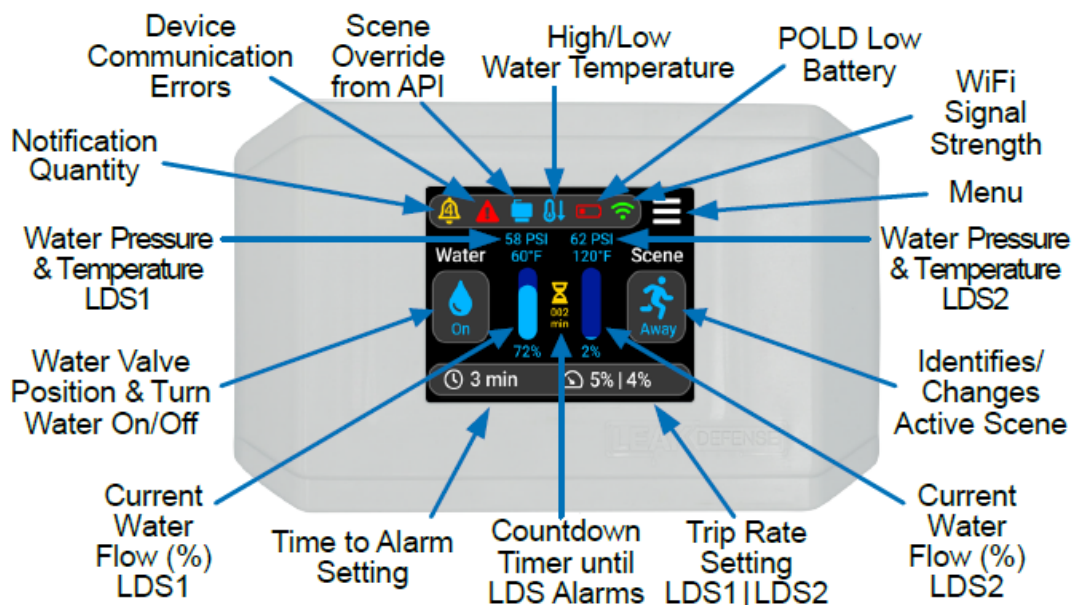 Device
Communication
Errors
Scene
Override
from API
High/Low
Water Temperature
POLD Low
Battery
WiFi
Signal
Strength
Notification
Quantity
Menu
4
Water Pressure
& Temperature
LDS1
58 PSI
60°F
62 PSI
120°F
Water Pressure
& Temperature
LDS2
Water
Scene
On
002
min
Away
72%
2%
Water Valve
Position & Turn
Water On/Off
Identifies/
Changes
Active Scene
3 min
5% | 4%
LEAK DEFENSE
Current
Water
Flow (%)
LDS1
Time to Alarm
Setting
Countdown
Timer until
LDS Alarms
Trip Rate
Setting
LDS1 | LDS2
Current
Water
Flow (%)
LDS2